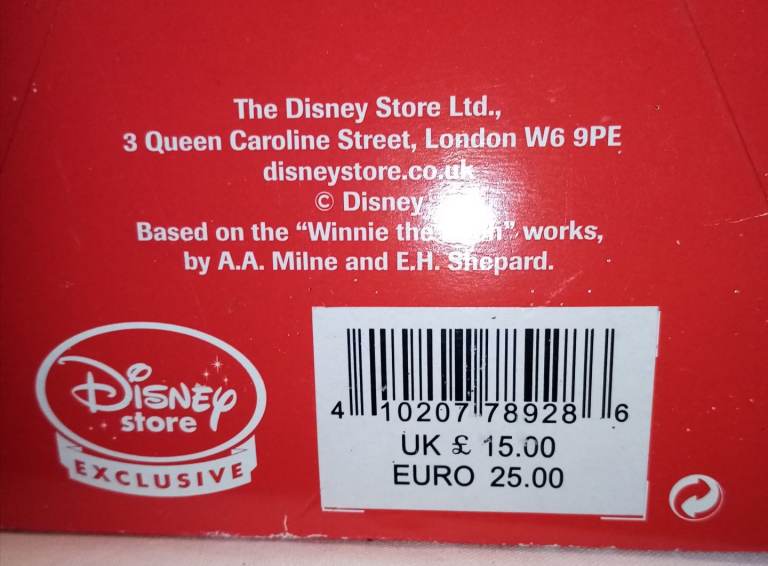 The Disney Store Ltd.,
3 Queen Caroline Street, London W6 9PE
disneystore.co.uk
© Disney
Based on the “Winnie the ” works,
by A.A. Milne and E.H. Shepard.
Disney
store
EXCLUSIVE
4 10207 78928 6
UK £ 15.00
EURO 25.00